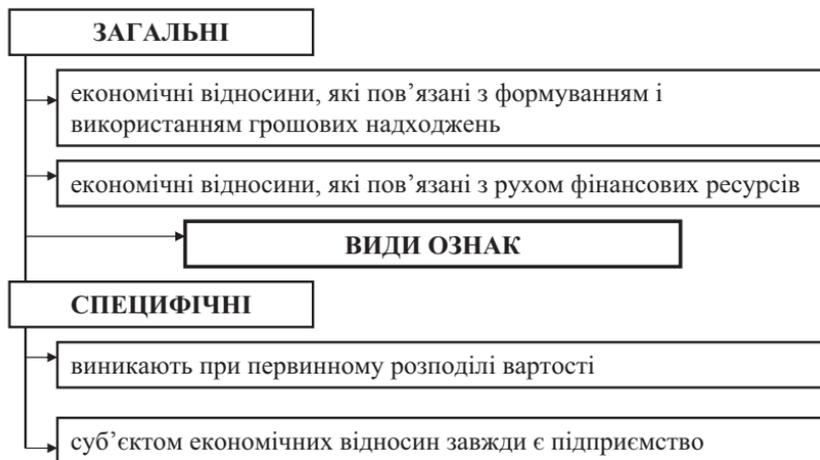 ЗАГАЛЬНІ
економічні відносини, які пов’язані з формуванням і
використанням грошових надходжень
економічні відносини, які пов’язані з рухом фінансових ресурсів
ВИДИ ОЗНАК
СПЕЦИФІЧНІ
виникають при первинному розподілі вартості
суб’єктом економічних відносин завжди є підприємство